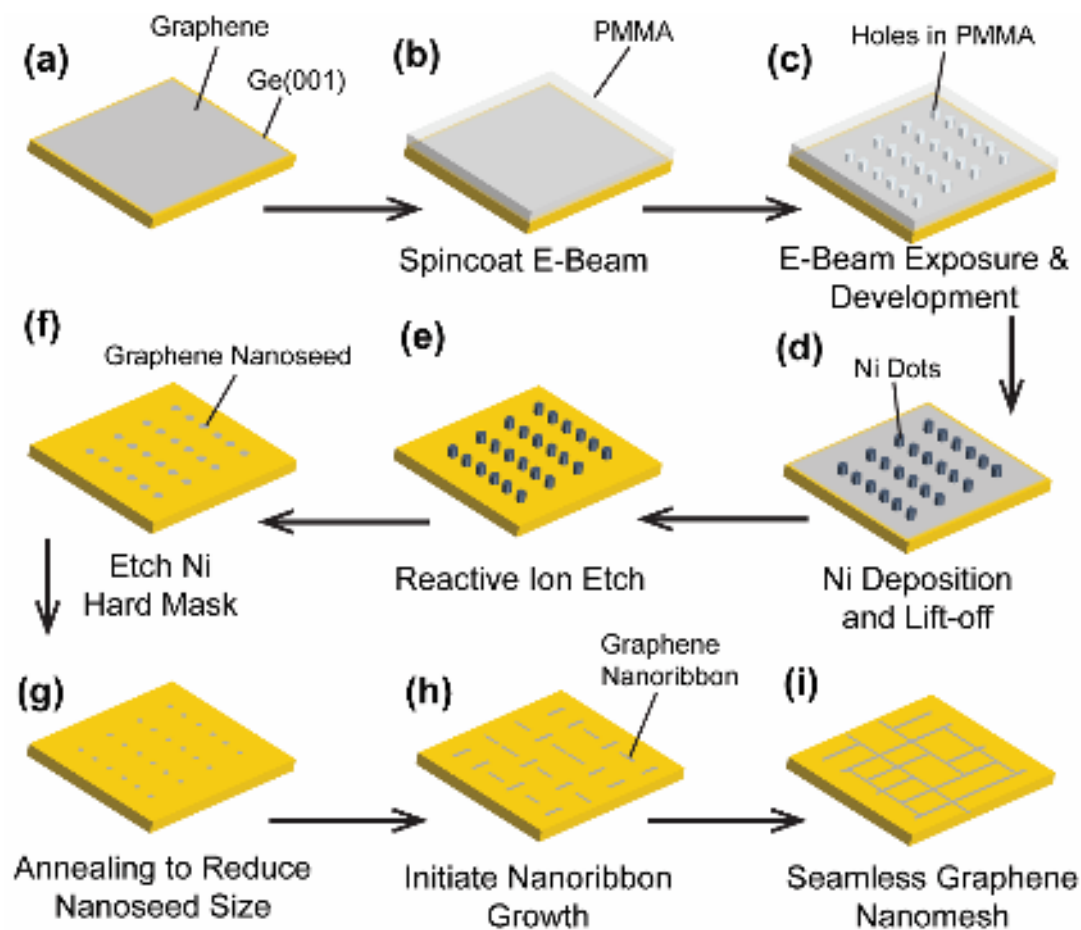 (a)
Graphene
Ge(001)
(b)
PMMA
Spincoat E-Beam
(c)
Holes in PMMA
E-Beam Exposure &
Development
(d)
Ni Dots
Ni Deposition
and Lift-off
(e)
Reactive Ion Etch
(f)
Graphene Nanoseed
Etch Ni
Hard Mask
(g)
Annealing to Reduce
Nanoseed Size
(h)
Graphene
Nanoribbon
Initiate Nanoribbon
Growth
(i)
Seamless Graphene
Nanomesh